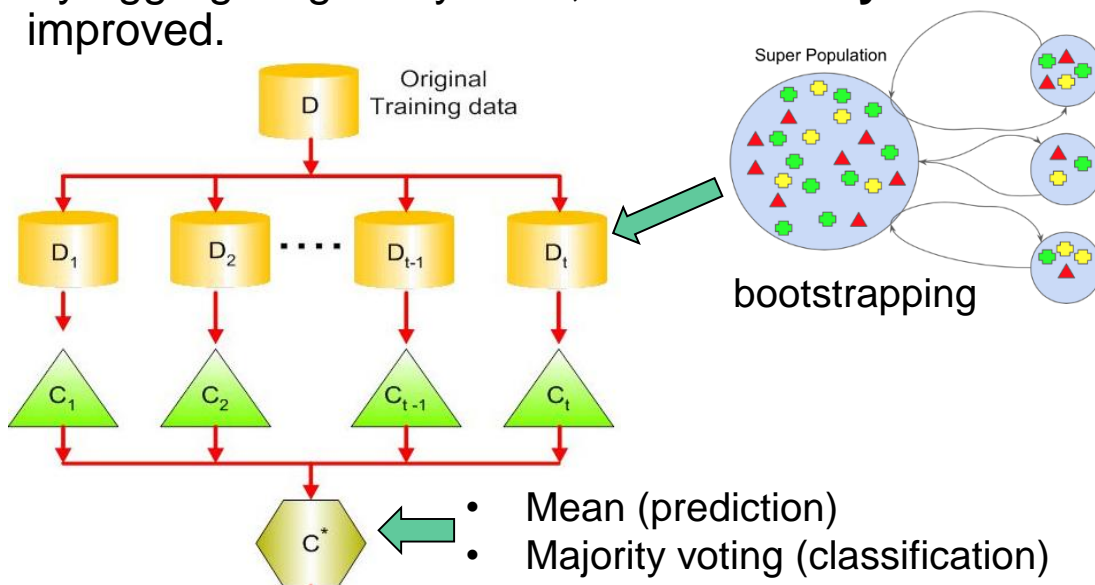 improved.
Original
Training data
D
D1
D2
....
Dt-1
Dt
C1
C2
Ct-1
Ct
C*
Super Population
bootstrapping
• Mean (prediction)
• Majority voting (classification)